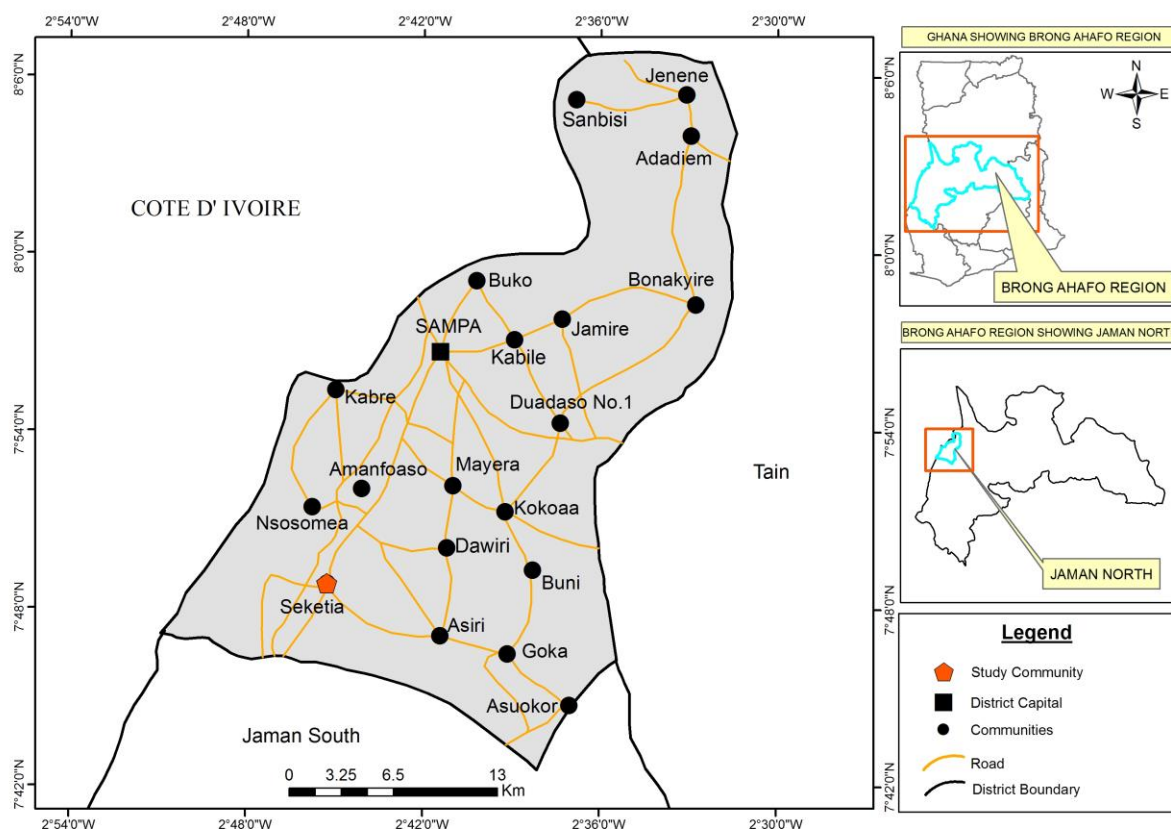 2°54'0"W
2°48'0"W
2°42'0"W
2°36'0"W
2°30'0"W
8°6'0"N
8°0'0"N
7°54'0"N
7°48'0"N
7°42'0"N
Jenene
Sanbisi
Adadiem
COTE D' IVOIRE
Buko
Bonakyire
SAMPA
Jamire
Kabile
Kabre
Duadaso No.1
Amanfoaso
Mayera
Tain
Nsosomea
Kokoaa
Dawiri
Buni
Seketia
Asiri
Goka
Asuokor
Jaman South
0 3.25 6.5 13
Km
2°54'0"W
2°48'0"W
2°42'0"W
2°36'0"W
2°30'0"W
GHANA SHOWING BRONG AHAFO REGION
8°6'0"N
8°0'0"N
7°54'0"N
7°48'0"N
7°42'0"N
N
W E
S
BRONG AHAFO REGION
BRONG AHAFO REGION SHOWING JAMAN NORT
JAMAN NORTH
Legend
Study Community
District Capital
Communities
Road
District Boundary